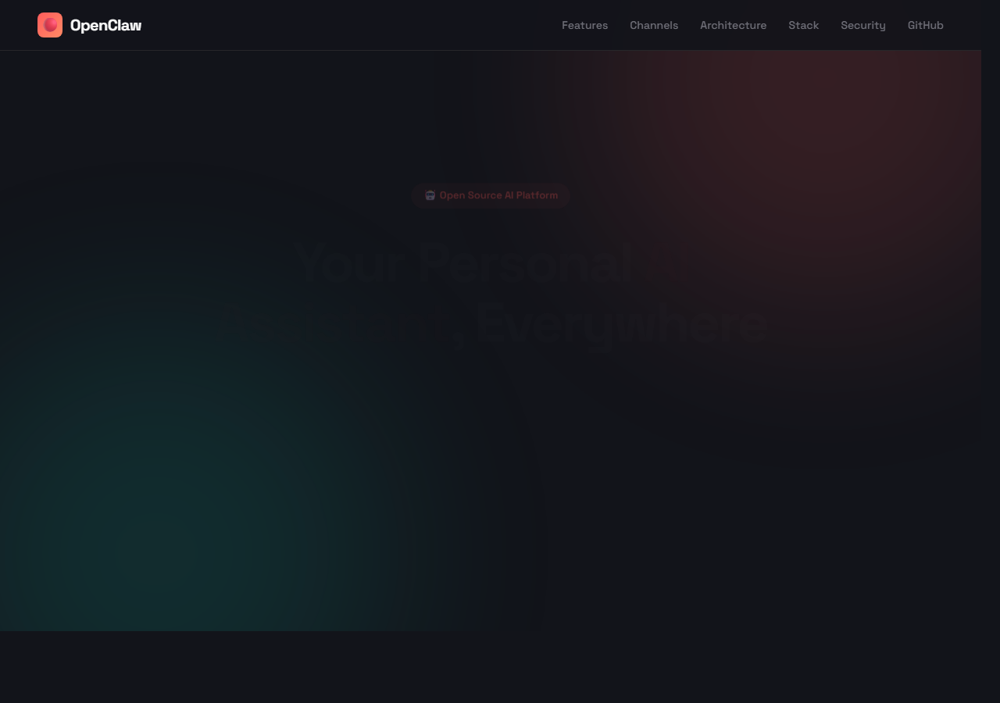 OpenClaw
Features Channels Architecture Stack Security GitHub
Open Source AI Platform
Your Personal
, Everywhere